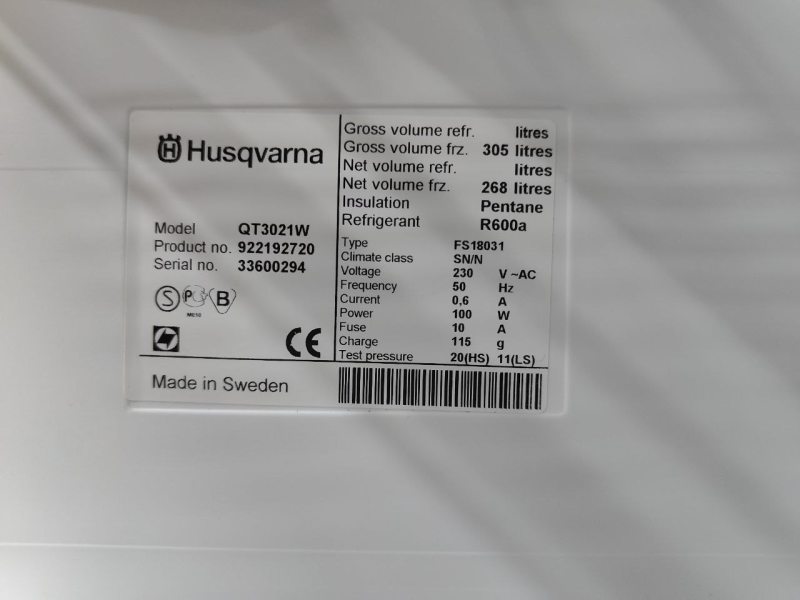 Husqvarna
Model QT3021W
Product no. 922192720
Serial no. 33600294
S P B
CE
Made in Sweden
Gross volume refr. litres
Gross volume frz. 305 litres
Net volume refr. litres
Net volume frz. 268 litres
Insulation Pentane
Refrigerant R600a
Type FS18031
Climate class SN/N
Voltage 230 V ~AC
Frequency 50 Hz
Current 0,6 A
Power 100 W
Fuse 10 A
Charge 115 g
Test pressure 20(HS) 11(LS)